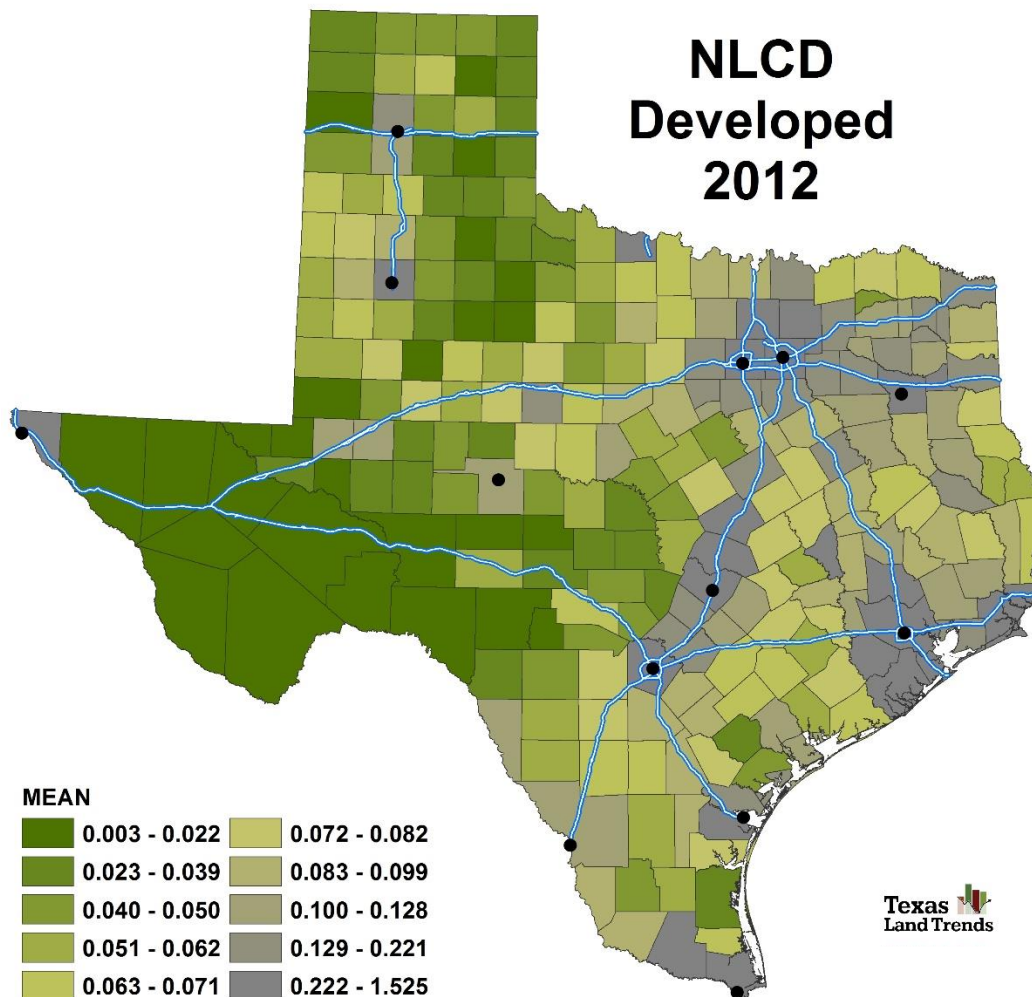 NLCD
Developed
2012
MEAN
0.003 - 0.022
0.023 - 0.039
0.040 - 0.050
0.051 - 0.062
0.063 - 0.071
0.072 - 0.082
0.083 - 0.099
0.100 - 0.128
0.129 - 0.221
0.222 - 1.525
Texas
Land Trends